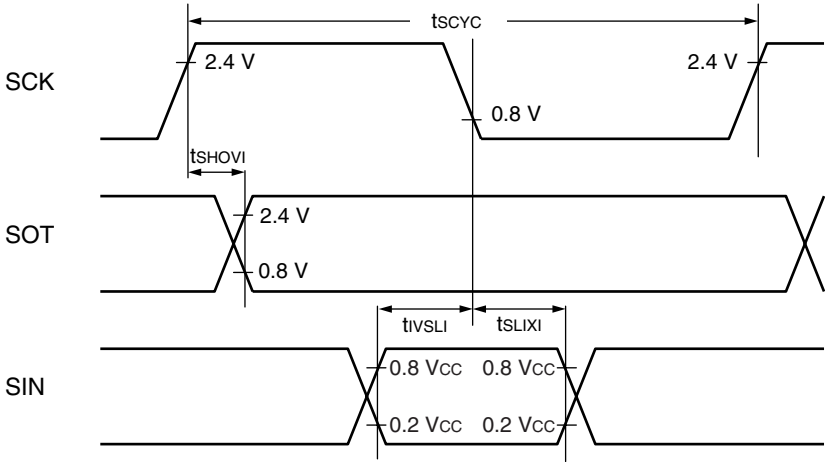 tSCYC
SCK
2.4 V
2.4 V
0.8 V
tSHOVI
SOT
2.4 V
0.8 V
tIVSLI
tSLIXI
SIN
0.8 VCC
0.8 VCC
0.2 VCC
0.2 VCC